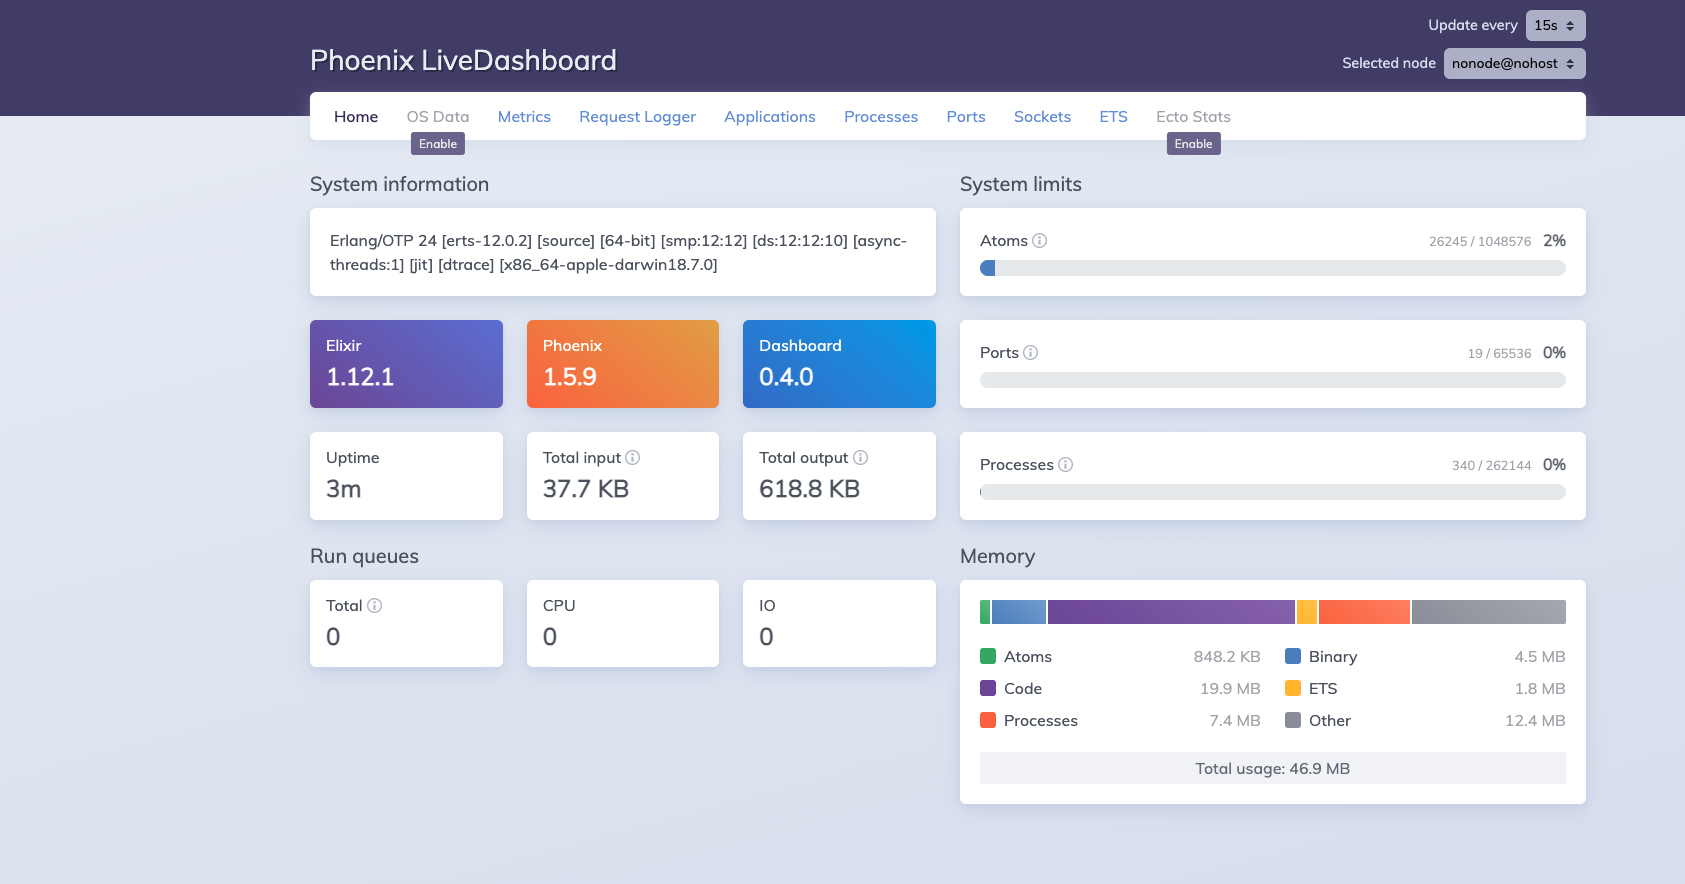 Update every 15s
Phoenix LiveDashboard
Selected node nonode@nohost
Home OS Data Metrics Request Logger Applications Processes Ports Sockets ETS Ecto Stats
Enable Enable
System information
Erlang/OTP 24 [erts-12.0.2] [source] [64-bit] [smp:12:12] [ds:12:12:10] [async-
threads:1] [jit] [dtrace] [x86_64-apple-darwin18.7.0]
Elixir
1.12.1
Phoenix
1.5.9
Dashboard
0.4.0
Uptime
3m
Total input
37.7 KB
Total output
618.8 KB
Run queues
Total
0
CPU
0
IO
0
System limits
Atoms 26245 / 1048576 2%
Ports 19 / 65536 0%
Processes 340 / 262144 0%
Memory
Atoms 848.2 KB Binary 4.5 MB
Code 19.9 MB ETS 1.8 MB
Processes 7.4 MB Other 12.4 MB
Total usage: 46.9 MB